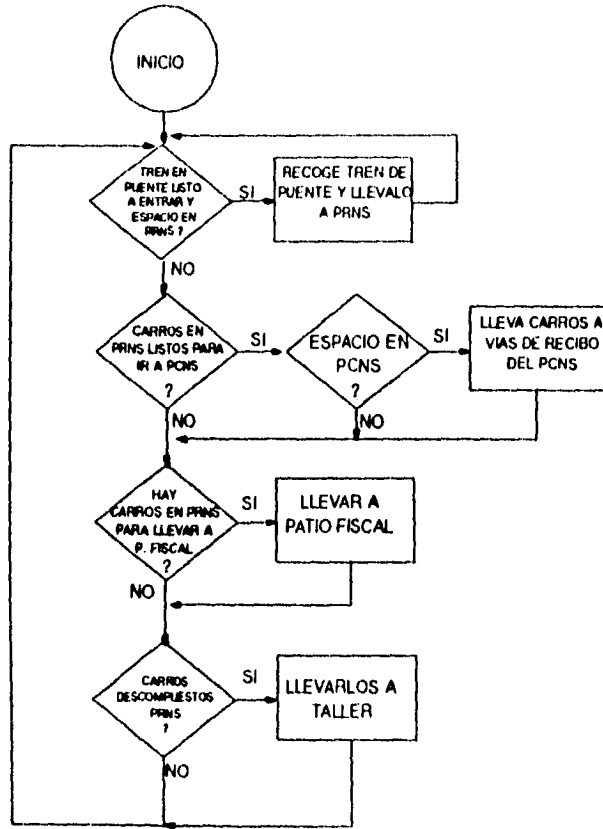 INICIO
TREN EN
PUENTE LISTO
A ENTRAR Y
ESPACIO EN
PRNS ?
SI
RECOGE TREN DE
PUENTE Y LLEVALO
A PRNS
NO
CARROS EN
PRNS LISTOS PARA
IR A PCNS
?
SI
ESPACIO EN
PCNS
?
SI
LLEVA CARROS A
VIAS DE RECIBO
DEL PCNS
NO
NO
HAY
CARROS EN PRNS
PARA LLEVAR A
P. FISCAL
?
SI
LLEVAR A
PATIO FISCAL
NO
CARROS
DESCOMPUESTOS
PRNS
?
SI
LLEVARLOS A
TALLER
NO